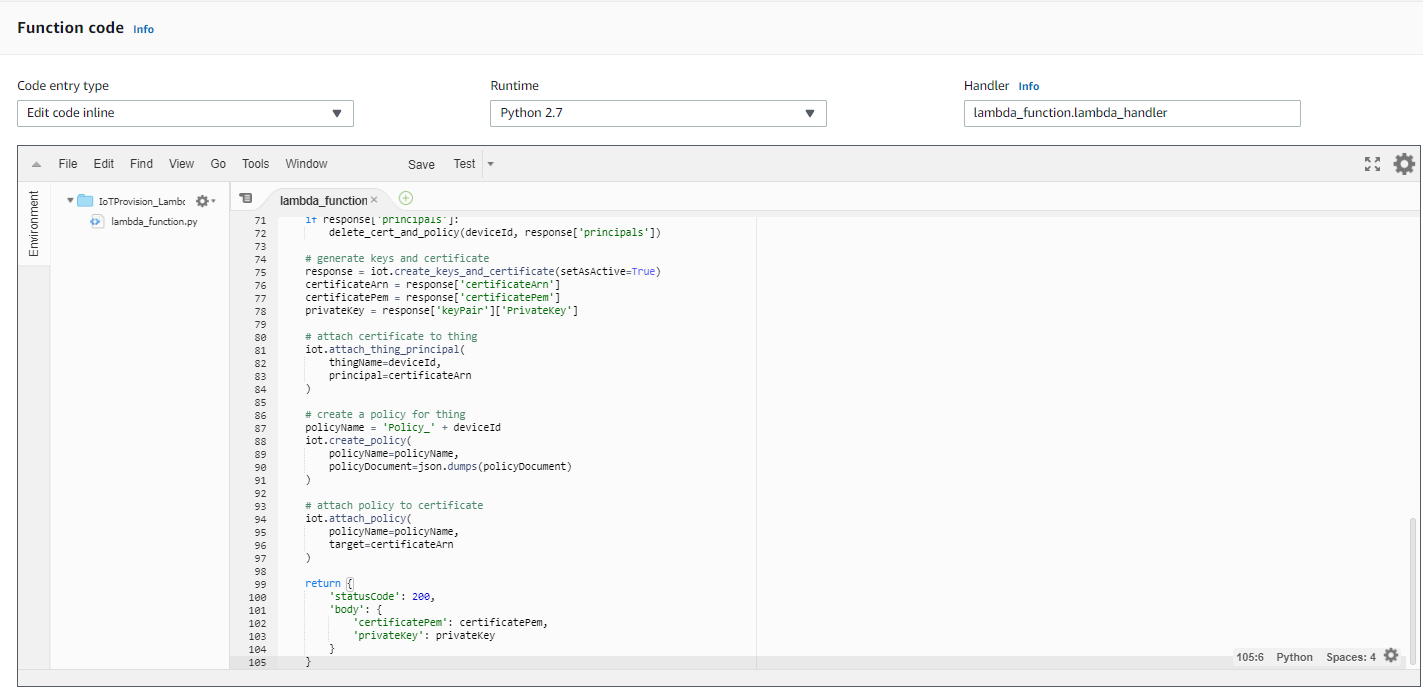 Function code Info
Code entry type
Edit code inline
Runtime
Python 2.7
Handler Info
lambda_function.lambda_handler
File Edit Find View Go Tools Window Save Test
Environment
IoTProvision_Lambc
lambda_function.py
lambda_function
71 if response['principals']:
72 delete_cert_and_policy(deviceId, response['principals'])
73
74 # generate keys and certificate
75 response = iot.create_keys_and_certificate(setAsActive=True)
76 certificateArn = response['certificateArn']
77 certificatePem = response['certificatePem']
78 privateKey = response['keyPair']['PrivateKey']
79
80 # attach certificate to thing
81 iot.attach_thing_principal(
82 thingName=deviceId,
83 principal=certificateArn
84 )
85
86 # create a policy for thing
87 policyName = 'Policy_' + deviceId
88 iot.create_policy(
89 policyName=policyName,
90 policyDocument=json.dumps(policyDocument)
91 )
92
93 # attach policy to certificate
94 iot.attach_policy(
95 policyName=policyName,
96 target=certificateArn
97 )
98
99 return {
100 'statusCode': 200,
101 'body': {
102 'certificatePem': certificatePem,
103 'privateKey': privateKey
104 }
105 }
105:6 Python Spaces: 4